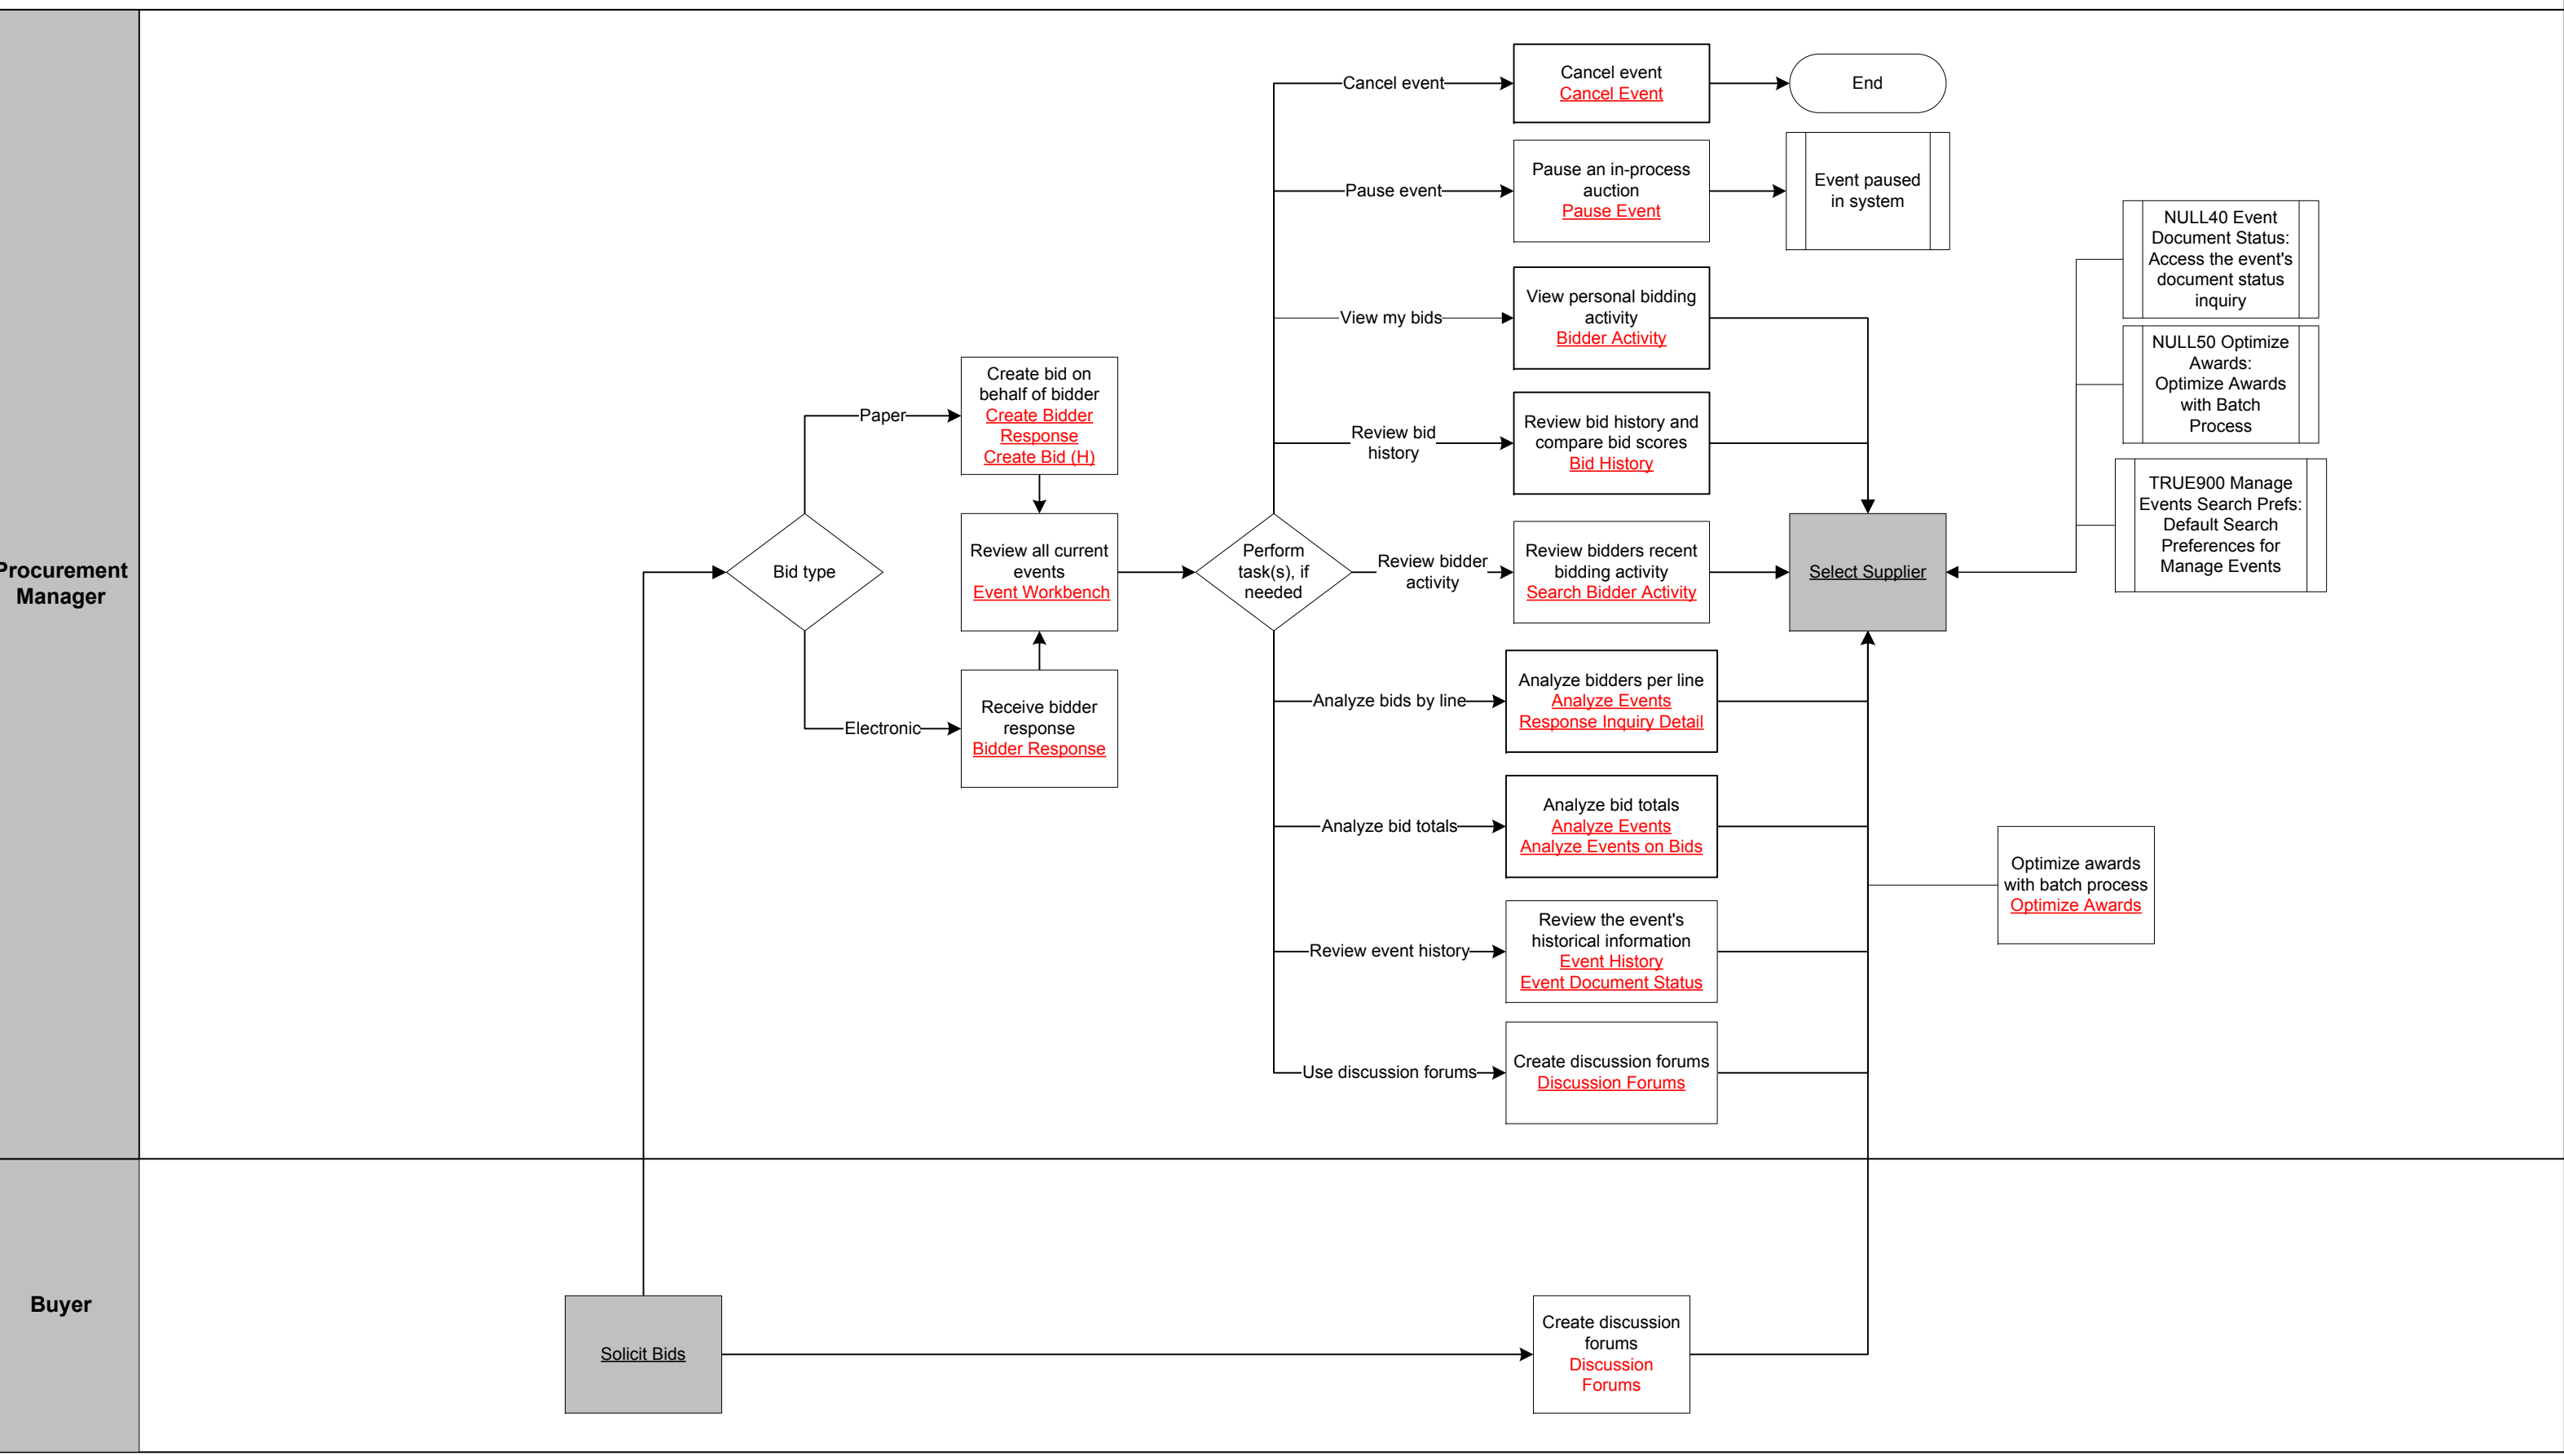 Procurement
Manager
Bid type
Paper
Electronic
Create bid on
behalf of bidder
Create Bidder
Response
Create Bid (H)
Review all current
events
Event Workbench
Receive bidder
response
Bidder Response
Perform
task(s), if
needed
Cancel event
Cancel event
Cancel Event
End
Pause event
Pause an in-process
auction
Pause Event
Event paused
in system
View my bids
View personal bidding
activity
Bidder Activity
Review bid
history
Review bid history and
compare bid scores
Bid History
Review bidder
activity
Review bidders recent
bidding activity
Search Bidder Activity
Select Supplier
Analyze bids by line
Analyze bidders per line
Analyze Events
Response Inquiry Detail
Analyze bid totals
Analyze bid totals
Analyze Events
Analyze Events on Bids
Review event history
Review the event's
historical information
Event History
Event Document Status
Use discussion forums
Create discussion forums
Discussion Forums
NULL40 Event
Document Status:
Access the event's
document status
inquiry
NULL50 Optimize
Awards:
Optimize Awards
with Batch
Process
TRUE900 Manage
Events Search Prefs:
Default Search
Preferences for
Manage Events
Optimize awards
with batch process
Optimize Awards
Buyer
Solicit Bids
Create discussion
forums
Discussion
Forums